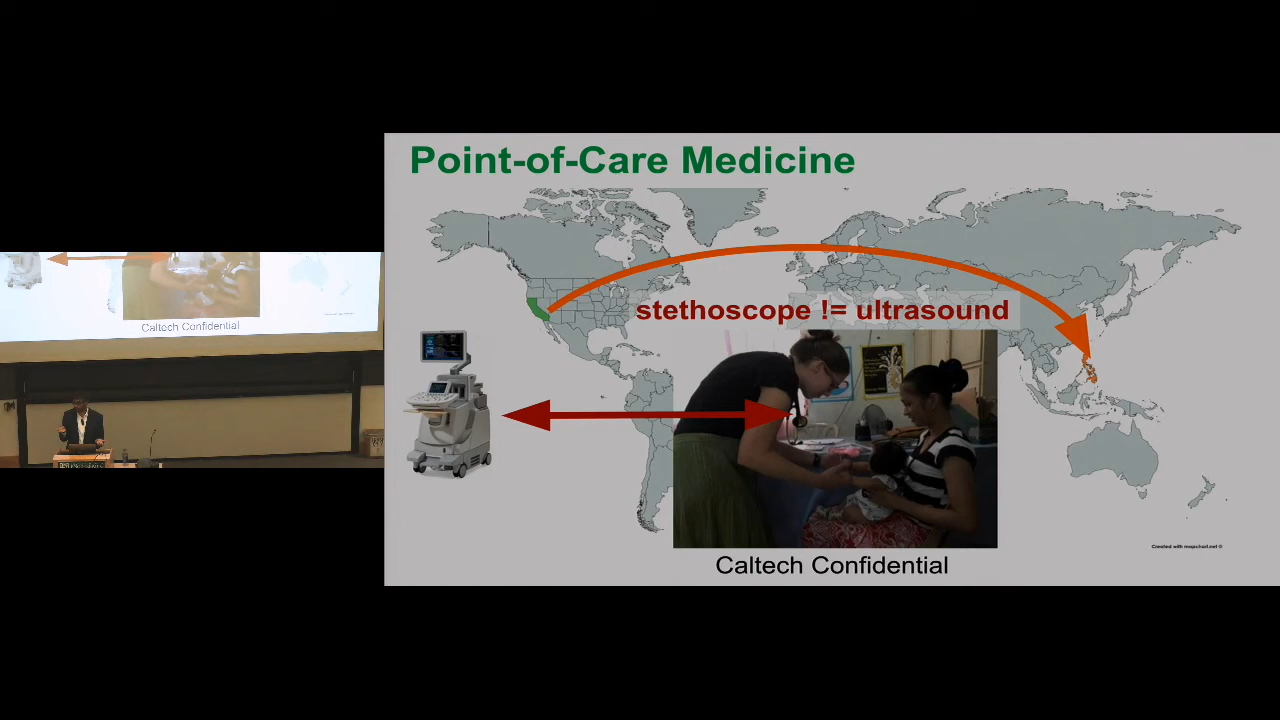 Point-of-Care Medicine
stethoscope != ultrasound
Caltech Confidential
Created with mapchart.net ©
Caltech Confidential